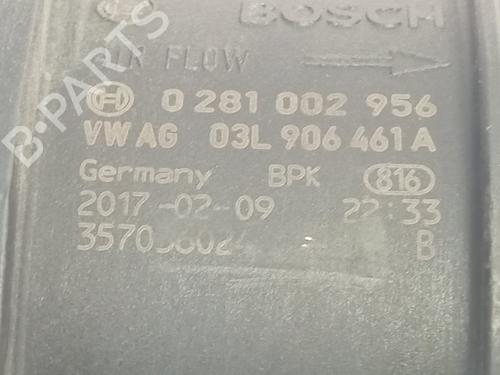 BOSCH
AIR FLOW
0 281 002 956
VW AG 03L 906 461 A
Germany BPK 816
2017-02-09 22:33
B
B-PARTS